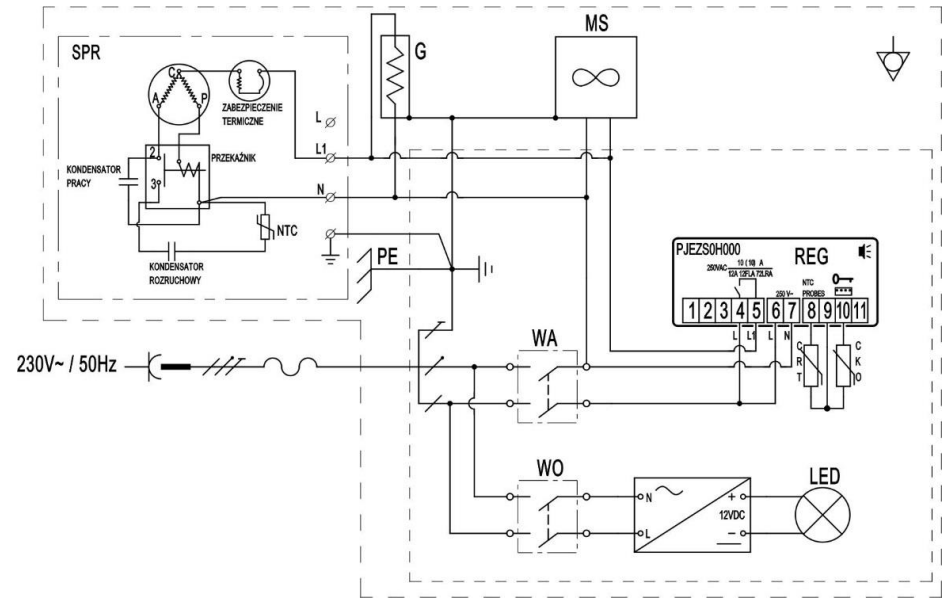 SPR
G
MS
C
A
P
ZABEZPIECZENIE
TERMICZNE
L
L1
N
2
3
PRZEKAŹNIK
KONDENSATOR
PRACY
NTC
KONDENSATOR
ROZRUCHOWY
PE
PJEZS0H000
REG
250VAC
10 (10) A
12A 12FLA 72LRA
250 V~
NTC
PROBES
1 2 3 4 5 6 7 8 9 10 11
L L1 L N
CRT
CKO
230V~ / 50Hz
WA
WO
N
L
+
12VDC
−
LED